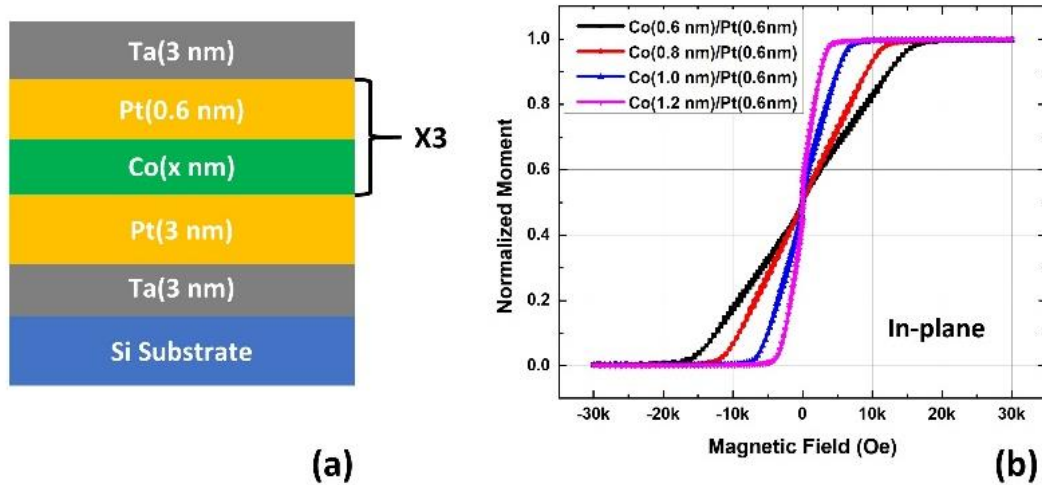 Ta(3 nm)
Pt(0.6 nm)
Co(x nm)
X3
Pt(3 nm)
Ta(3 nm)
Si Substrate
(a)
Co(0.6 nm)/Pt(0.6nm)
Co(0.8 nm)/Pt(0.6nm)
Co(1.0 nm)/Pt(0.6nm)
Co(1.2 nm)/Pt(0.6nm)
1.0
0.8
0.6
0.4
0.2
0.0
Normalized Moment
In-plane
-30k -20k -10k 0 10k 20k 30k
Magnetic Field (Oe)
(b)